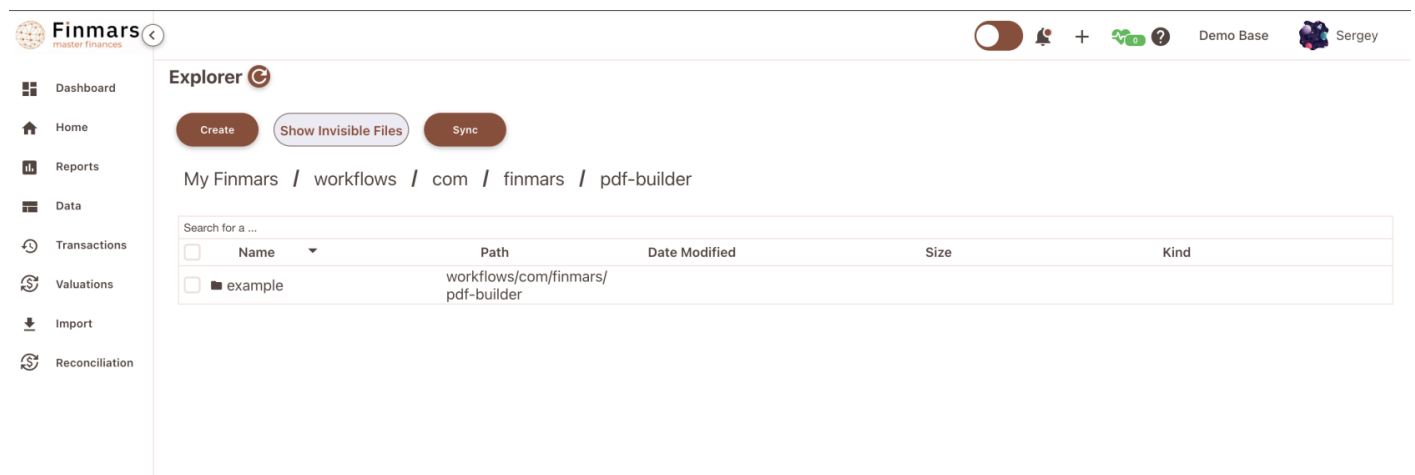 Finmars
master finances
0
Demo Base
Sergey
Dashboard
Home
Reports
Data
Transactions
Valuations
Import
Reconciliation
Explorer
Create
Show Invisible Files
Sync
My Finmars / workflows / com / finmars / pdf-builder
Search for a ...
Name Path Date Modified Size Kind
example workflows/com/finmars/
pdf-builder